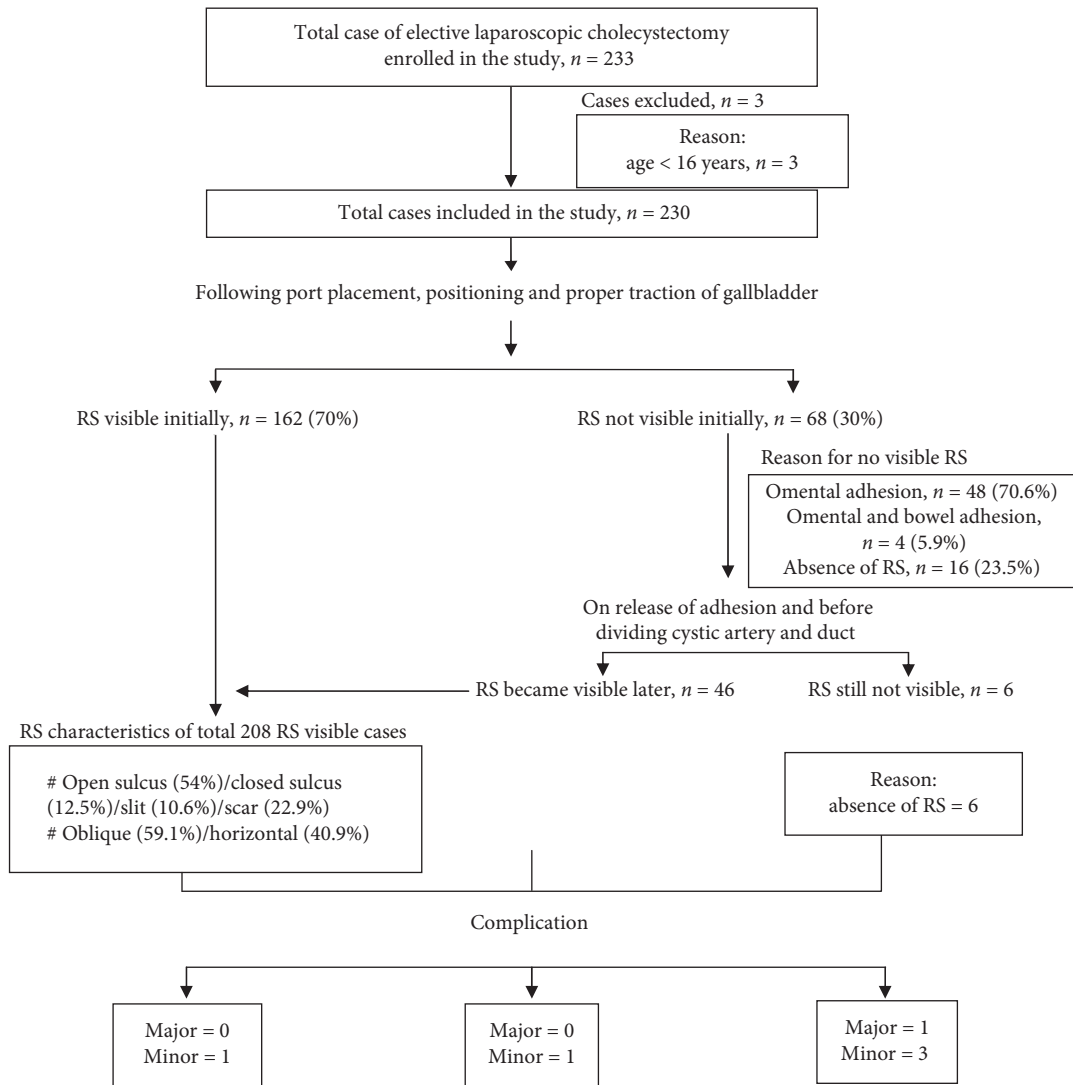 Total case of elective laparoscopic cholecystectomy
enrolled in the study, n = 233
Cases excluded, n = 3
Reason:
age < 16 years, n = 3
Total cases included in the study, n = 230
Following port placement, positioning and proper traction of gallbladder
RS visible initially, n = 162 (70%)
RS not visible initially, n = 68 (30%)
Reason for no visible RS
Omental adhesion, n = 48 (70.6%)
Omental and bowel adhesion,
n = 4 (5.9%)
Absence of RS, n = 16 (23.5%)
On release of adhesion and before
dividing cystic artery and duct
RS became visible later, n = 46
RS still not visible, n = 6
RS characteristics of total 208 RS visible cases
# Open sulcus (54%)/closed sulcus
(12.5%)/slit (10.6%)/scar (22.9%)
# Oblique (59.1%)/horizontal (40.9%)
Reason:
absence of RS = 6
Complication
Major = 0
Minor = 1
Major = 0
Minor = 1
Major = 1
Minor = 3